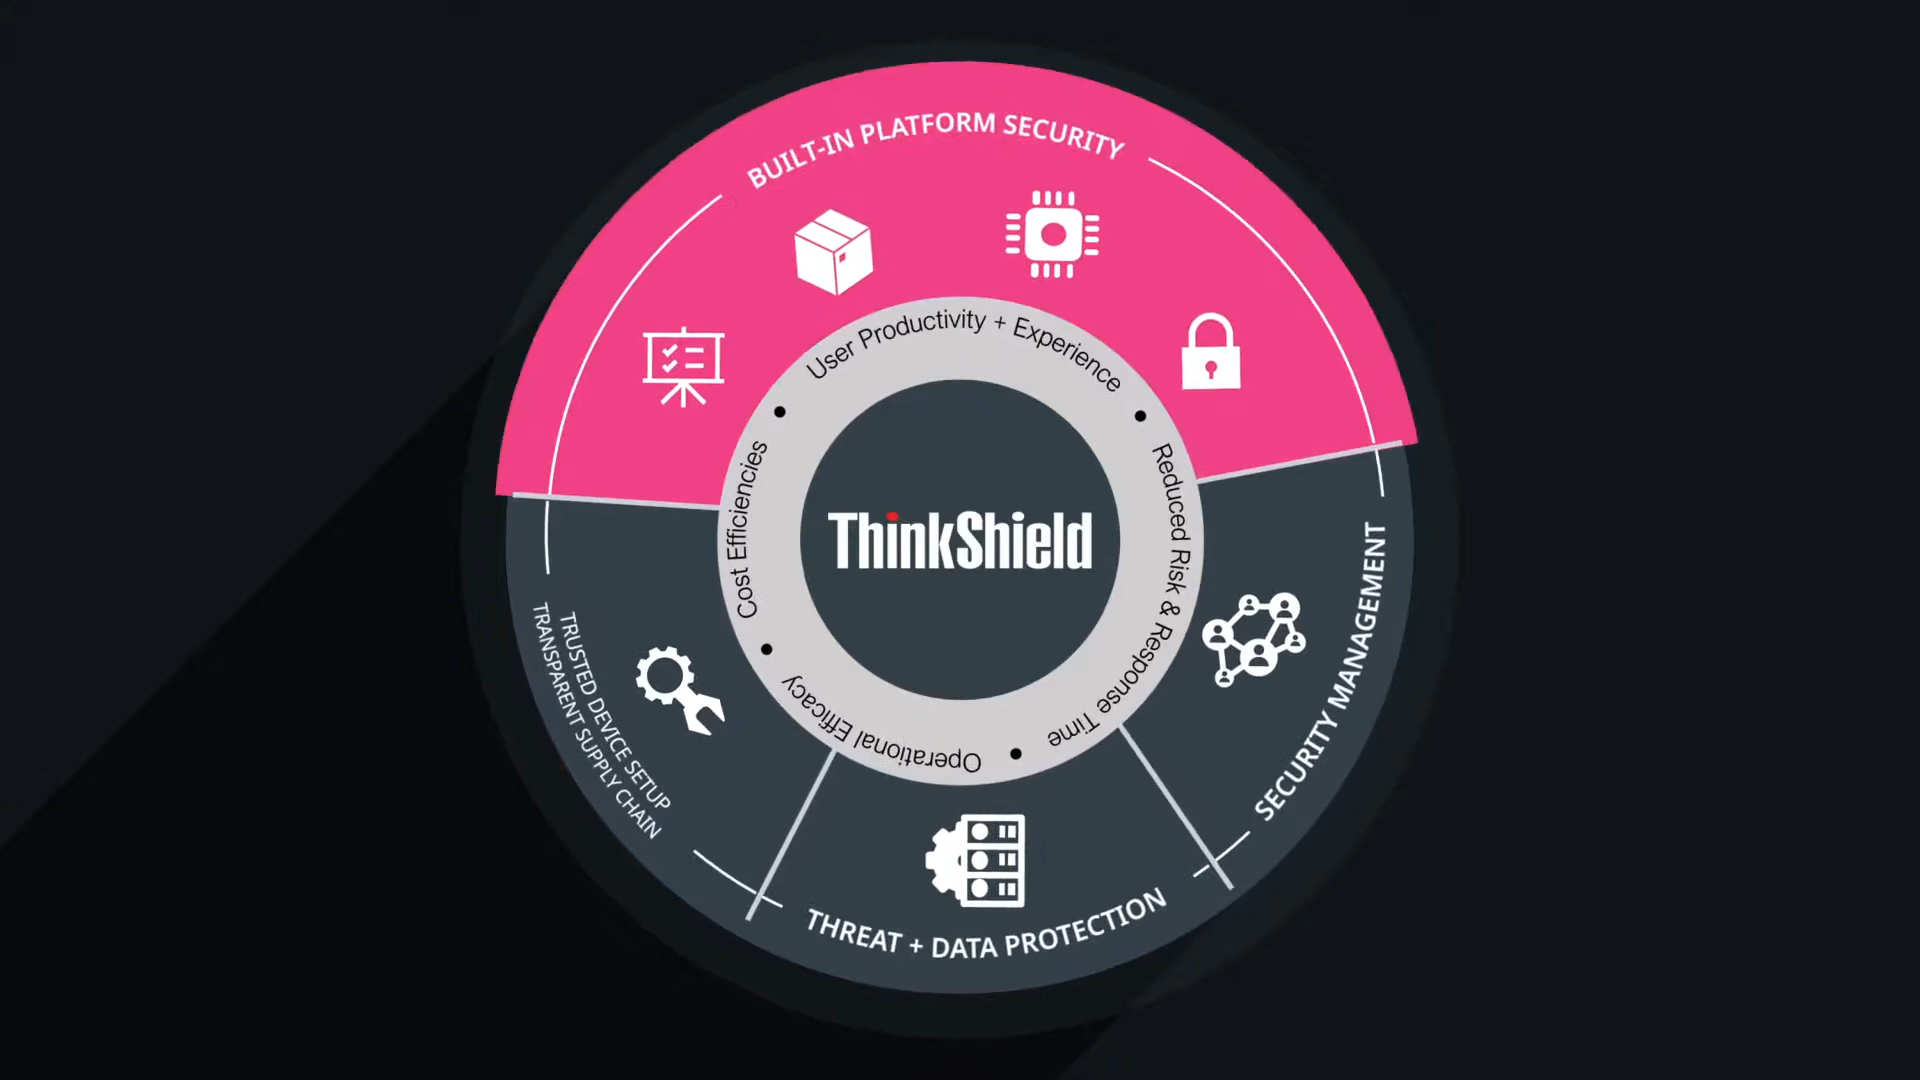 BUILT-IN PLATFORM SECURITY
User Productivity + Experience
Cost Efficiencies
Reduced Risk & Response Time
ThinkShield
SECURITY MANAGEMENT
TRUSTED DEVICE SETUP
TRANSPARENT SUPPLY CHAIN
Operational Efficacy
THREAT + DATA PROTECTION